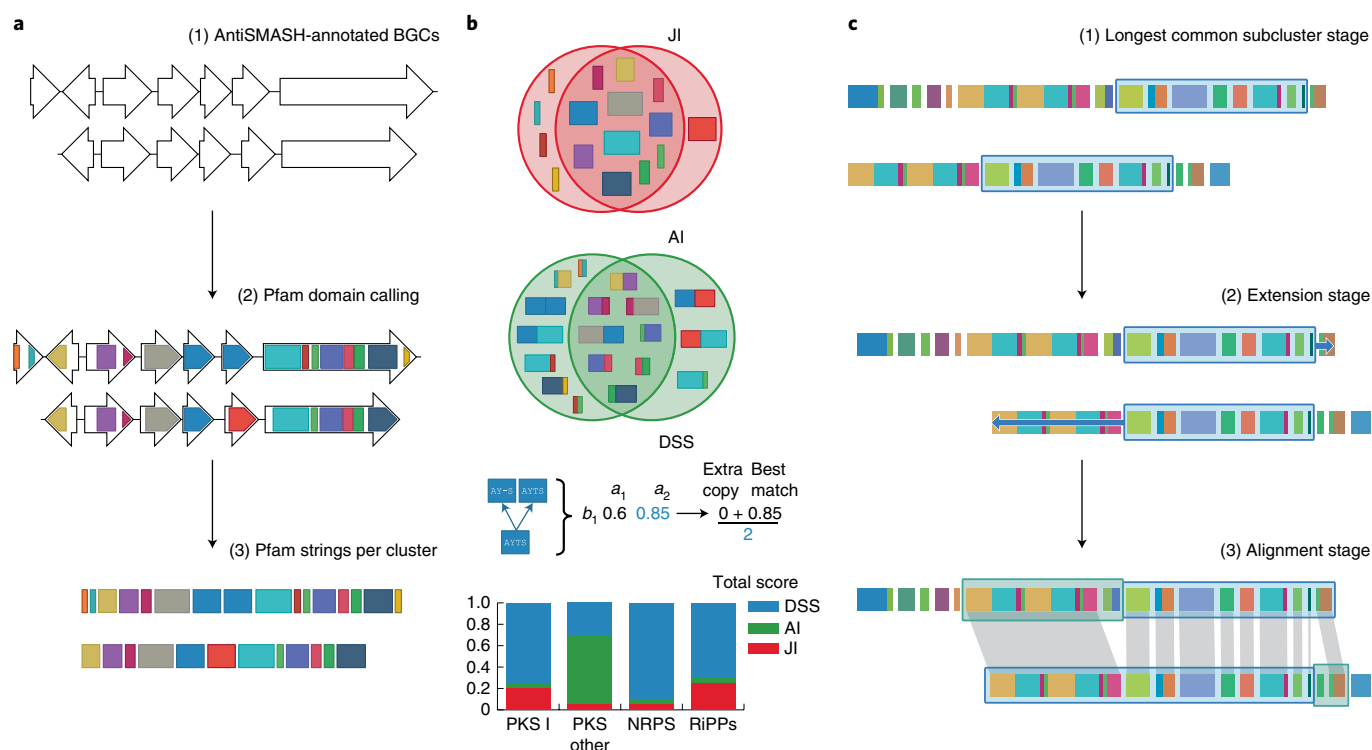 a
(1) AntiSMASH-annotated BGCs
(2) Pfam domain calling
(3) Pfam strings per cluster
b
JI
AI
DSS
Extra Best
a1 a2 copy match
AY-S AYTS
b1 0.6 0.85 0 + 0.85
2
AYTS
Total score
1.0
0.8
0.6
0.4
0.2
0
DSS
AI
JI
PKS I PKS other NRPS RiPPs
c
(1) Longest common subcluster stage
(2) Extension stage
(3) Alignment stage